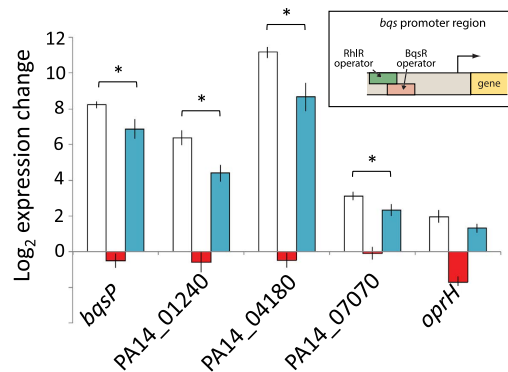 bqs promoter region
RhlR operator
BqsR operator
gene
Log2 expression change
12
10
8
6
4
2
0
*
*
*
*
bqsP
PA14_01240
PA14_04180
PA14_07070
oprH